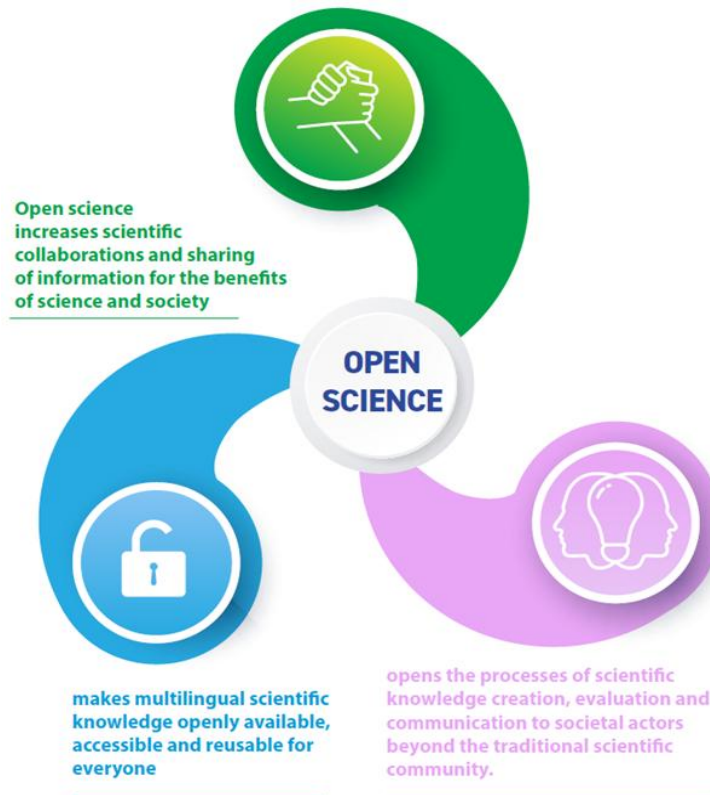 Open science
increases scientific
collaborations and sharing
of information for the benefits
of science and society
OPEN
SCIENCE
makes multilingual scientific
knowledge openly available,
accessible and reusable for
everyone
opens the processes of scientific
knowledge creation, evaluation and
communication to societal actors
beyond the traditional scientific
community.